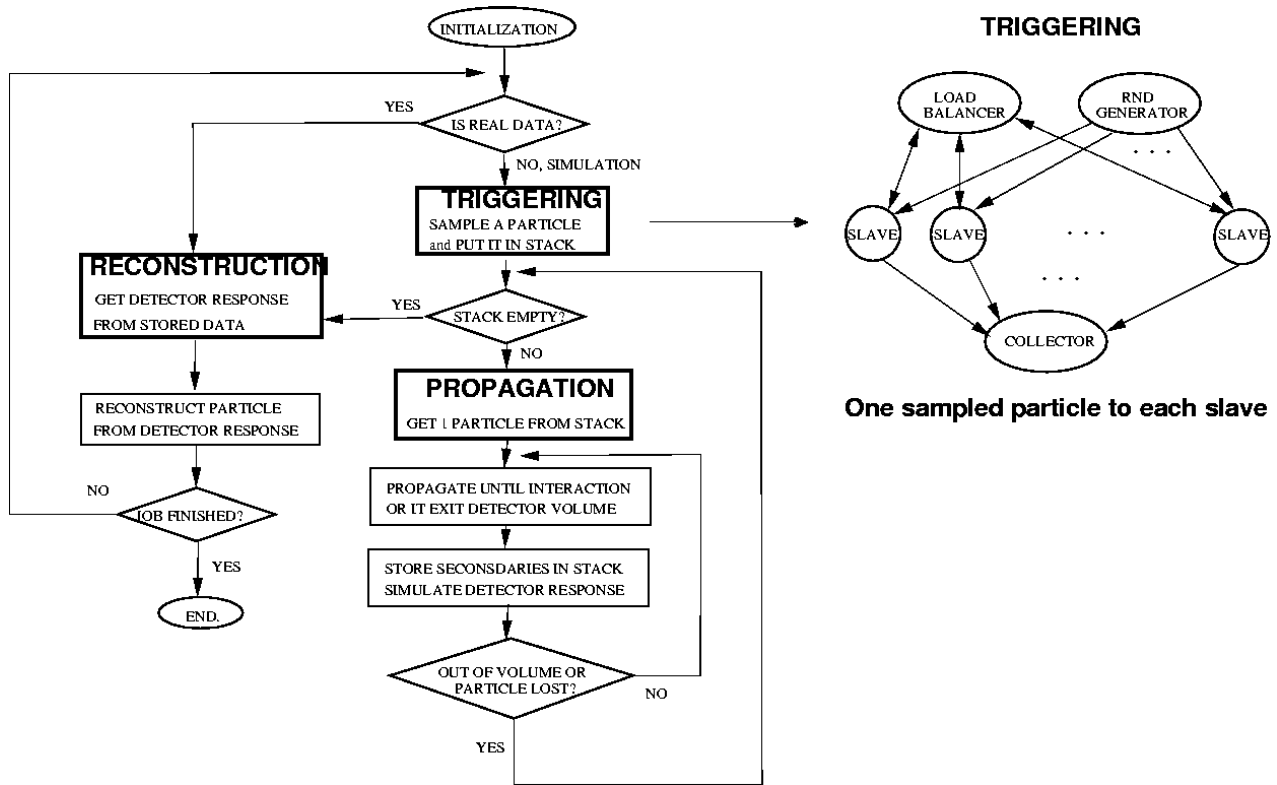 INITIALIZATION
YES
IS REAL DATA?
NO, SIMULATION
TRIGGERING
SAMPLE A PARTICLE
and PUT IT IN STACK
RECONSTRUCTION
GET DETECTOR RESPONSE
FROM STORED DATA
YES
STACK EMPTY?
NO
PROPAGATION
GET 1 PARTICLE FROM STACK
RECONSTRUCT PARTICLE
FROM DETECTOR RESPONSE
NO
JOB FINISHED?
YES
END.
PROPAGATE UNTIL INTERACTION
OR IT EXIT DETECTOR VOLUME
STORE SECONSDARIES IN STACK
SIMULATE DETECTOR RESPONSE
OUT OF VOLUME OR
PARTICLE LOST?
NO
YES
TRIGGERING
LOAD
BALANCER
RND
GENERATOR
. . .
SLAVE
SLAVE
. . .
SLAVE
. . .
COLLECTOR
One sampled particle to each slave